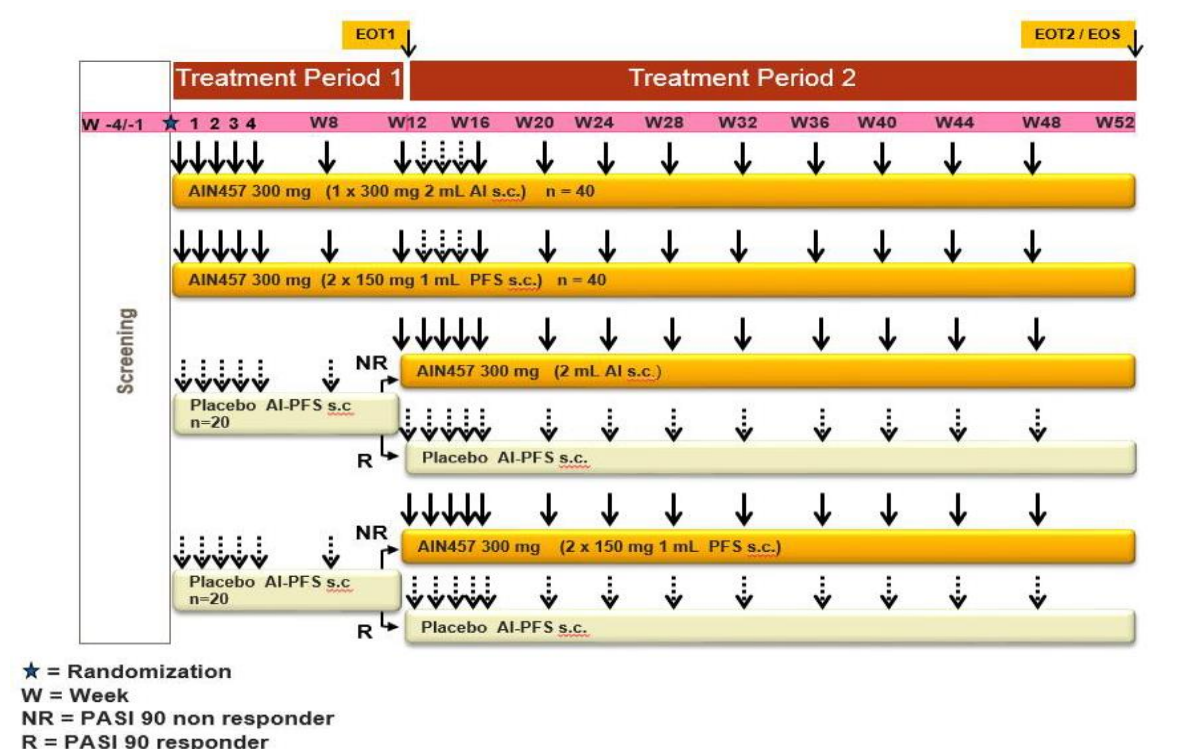 EOT1
EOT2 / EOS
Treatment Period 1
Treatment Period 2
W -4/-1 1 2 3 4 W8 W12 W16 W20 W24 W28 W32 W36 W40 W44 W48 W52
AIN457 300 mg (1 x 300 mg 2 mL AI s.c.) n = 40
AIN457 300 mg (2 x 150 mg 1 mL PFS s.c.) n = 40
Screening
NR
AIN457 300 mg (2 mL AI s.c.)
Placebo AI-PFS s.c
n=20
R
Placebo AI-PFS s.c.
NR
AIN457 300 mg (2 x 150 mg 1 mL PFS s.c.)
Placebo AI-PFS s.c
n=20
R
Placebo AI-PFS s.c.
= Randomization
W = Week
NR = PASI 90 non responder
R = PASI 90 responder